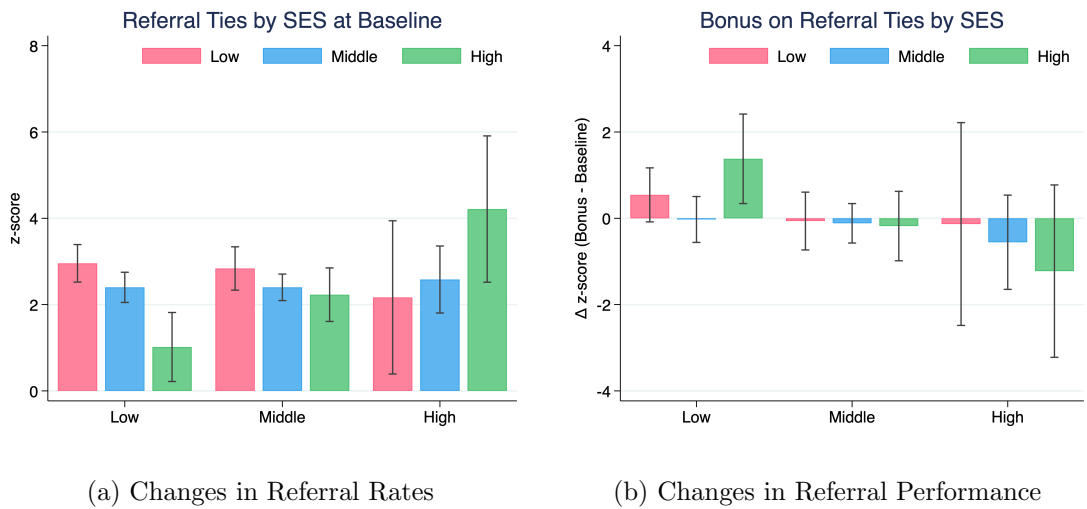 Referral Ties by SES at Baseline
Low Middle High
8
6
4
2
0
z-score
Low Middle High
(a) Changes in Referral Rates
Bonus on Referral Ties by SES
Low Middle High
4
2
0
-2
-4
Δ z-score (Bonus - Baseline)
Low Middle High
(b) Changes in Referral Performance